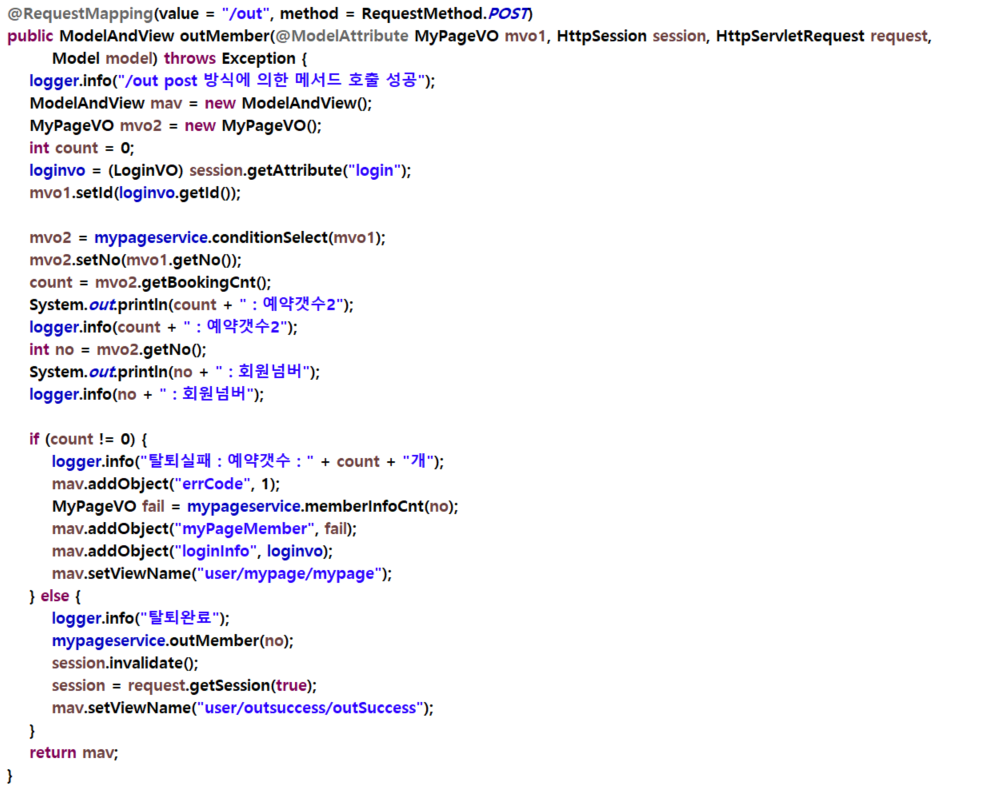 @RequestMapping(value = "/out", method = RequestMethod.POST)
public ModelAndView outMember(@ModelAttribute MyPageVO mvo1, HttpSession session, HttpServletRequest request,
Model model) throws Exception {
logger.info("/out post 방식에 의한 메서드 호출 성공");
ModelAndView mav = new ModelAndView();
MyPageVO mvo2 = new MyPageVO();
int count = 0;
loginvo = (LoginVO) session.getAttribute("login");
mvo1.setId(loginvo.getId());
mvo2 = mypageservice.conditionSelect(mvo1);
mvo2.setNo(mvo1.getNo());
count = mvo2.getBookingCnt();
System.out.println(count + " : 예약갯수2");
logger.info(count + " : 예약갯수2");
int no = mvo2.getNo();
System.out.println(no + " : 회원넘버");
logger.info(no + " : 회원넘버");
if (count != 0) {
logger.info("탈퇴실패 : 예약갯수 : " + count + "개");
mav.addObject("errCode", 1);
MyPageVO fail = mypageservice.memberInfoCnt(no);
mav.addObject("myPageMember", fail);
mav.addObject("loginInfo", loginvo);
mav.setViewName("user/mypage/mypage");
} else {
logger.info("탈퇴완료");
mypageservice.outMember(no);
session.invalidate();
session = request.getSession(true);
mav.setViewName("user/outsuccess/outSuccess");
}
return mav;
}